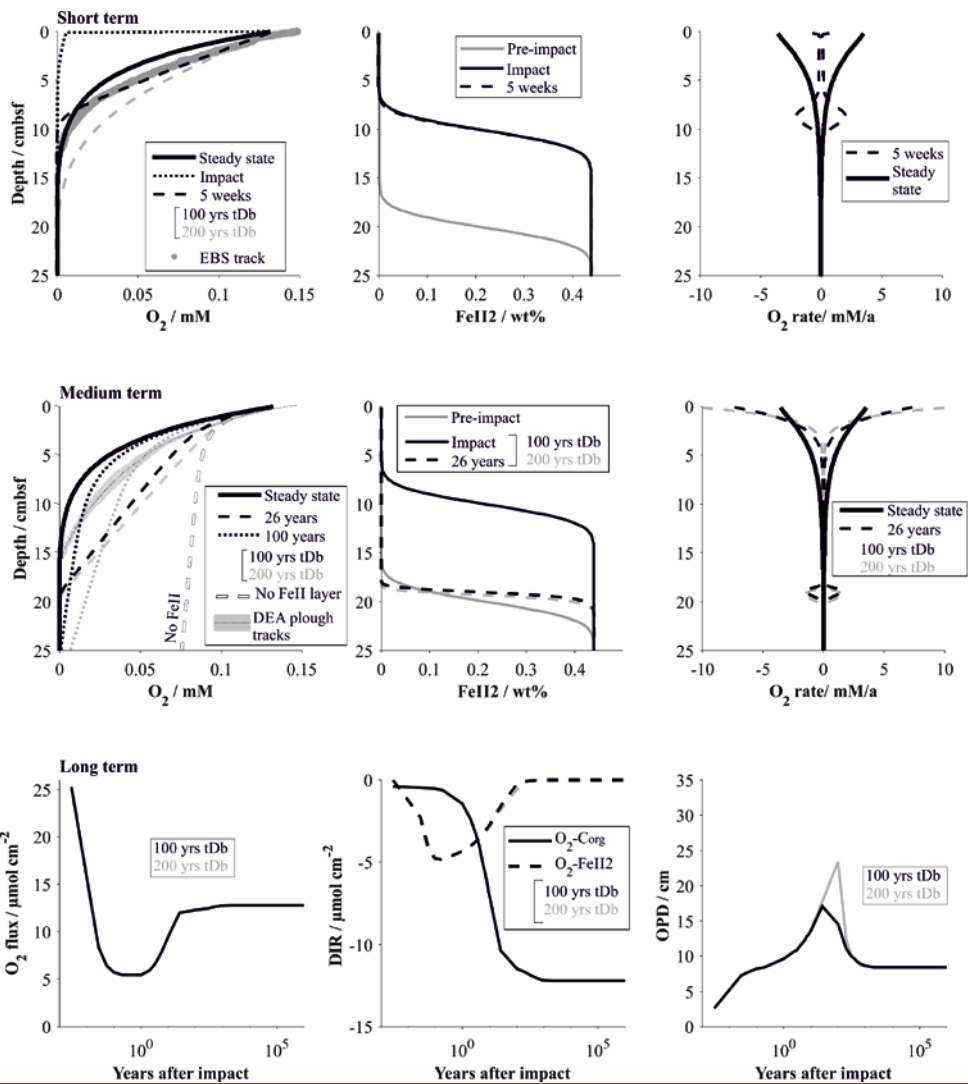 Short term
0
5
10
15
20
25
Depth / cmbsf
Steady state
Impact
5 weeks
100 yrs tDb
200 yrs tDb
EBS track
0
0.05
0.1
0.15
O2 / mM
0
5
10
15
20
25
Pre-impact
Impact
5 weeks
0
0.1
0.2
0.3
0.4
FeII2 / wt%
0
5
10
15
20
25
5 weeks
Steady
state
-10
-5
0
5
10
O2 rate/ mM/a
Medium term
0
5
10
15
20
25
Depth / cmbsf
Steady state
26 years
100 years
100 yrs tDb
200 yrs tDb
No FeII layer
DEA plough
tracks
No FeII
0
0.05
0.1
0.15
O2 / mM
0
5
10
15
20
25
Pre-impact
Impact
26 years
100 yrs tDb
200 yrs tDb
0
0.1
0.2
0.3
0.4
FeII2 / wt%
0
5
10
15
20
25
Steady state
26 years
100 yrs tDb
200 yrs tDb
-10
-5
0
5
10
O2 rate/ mM/a
Long term
25
20
15
10
5
0
O2 flux / µmol cm-2
100 yrs tDb
200 yrs tDb
10^0
10^5
Years after impact
0
-5
-10
-15
DIR / µmol cm-2
O2-Corg
O2-FeII2
100 yrs tDb
200 yrs tDb
10^0
10^5
Years after impact
35
30
25
20
15
10
5
0
OPD / cm
100 yrs tDb
200 yrs tDb
10^0
10^5
Years after impact